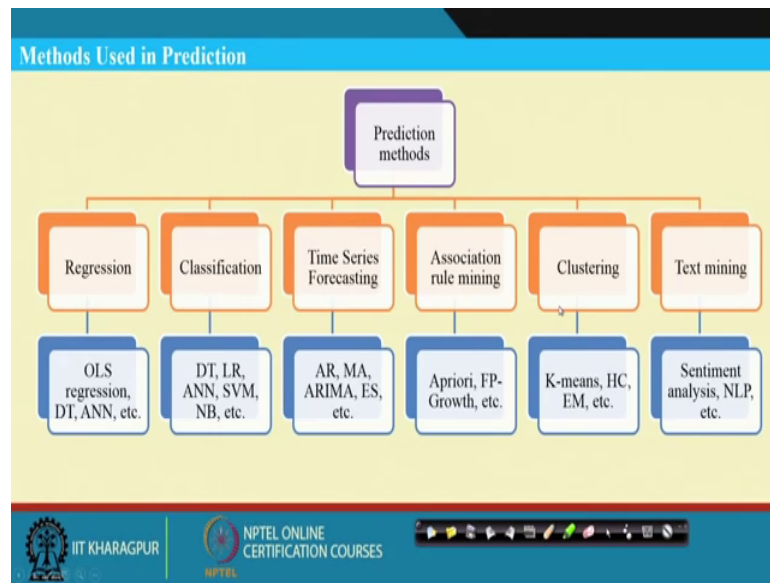 Methods Used in Prediction
Prediction
methods
Regression
Classification
Time Series
Forecasting
Association
rule mining
Clustering
Text mining
OLS
regression,
DT, ANN, etc.
DT, LR,
ANN, SVM,
NB, etc.
AR, MA,
ARIMA, ES,
etc.
Apriori, FP-
Growth, etc.
K-means, HC,
EM, etc.
Sentiment
analysis, NLP,
etc.
IIT KHARAGPUR
NPTEL
NPTEL ONLINE
CERTIFICATION COURSES